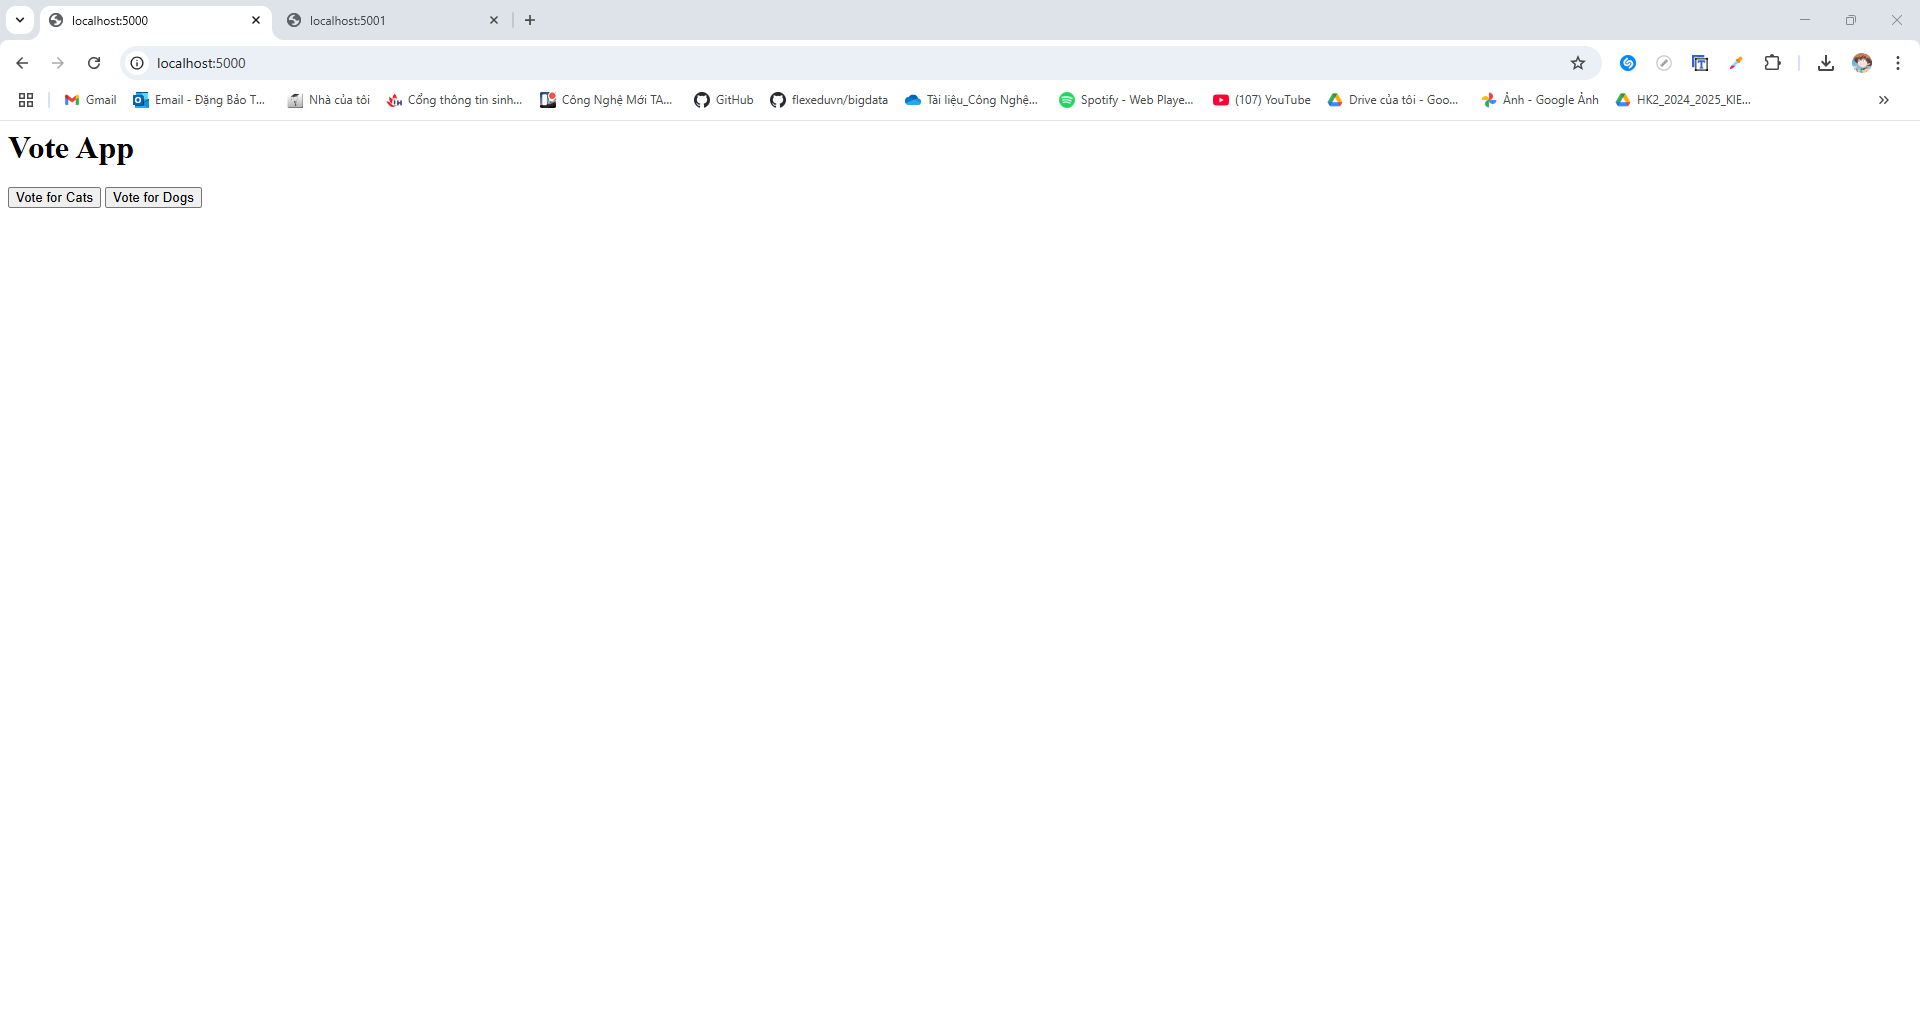 localhost:5000
localhost:5001
localhost:5000
Gmail
Email - Đặng Bảo T...
Nhà của tôi
Cổng thông tin sinh...
Công Nghệ Mới TA...
GitHub
flexeduvn/bigdata
Tài liệu_Công Nghệ...
Spotify - Web Playe...
(107) YouTube
Drive của tôi - Goo...
Ảnh - Google Ảnh
HK2_2024_2025_KIE...
Vote App
Vote for Cats Vote for Dogs